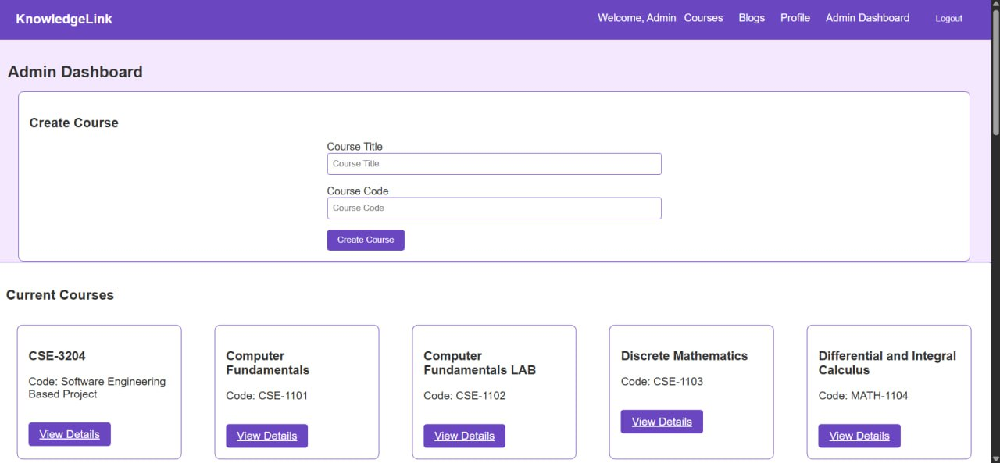 KnowledgeLink
Welcome, Admin Courses Blogs Profile Admin Dashboard Logout
Admin Dashboard
Create Course
Course Title
Course Title
Course Code
Course Code
Create Course
Current Courses
CSE-3204
Code: Software Engineering
Based Project
View Details
Computer
Fundamentals
Code: CSE-1101
View Details
Computer
Fundamentals LAB
Code: CSE-1102
View Details
Discrete Mathematics
Code: CSE-1103
View Details
Differential and Integral
Calculus
Code: MATH-1104
View Details